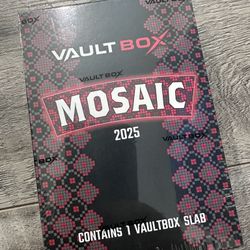 VAULT BOX
VAULT BOX
MOSAIC
2025
CONTAINS 1 VAULTBOX SLAB